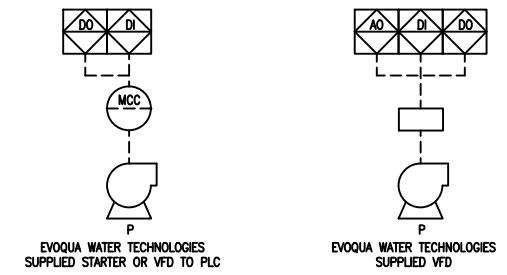 DO DI
AO DI DO
MCC
P
P
EVOQUA WATER TECHNOLOGIES
SUPPLIED STARTER OR VFD TO PLC
EVOQUA WATER TECHNOLOGIES
SUPPLIED VFD